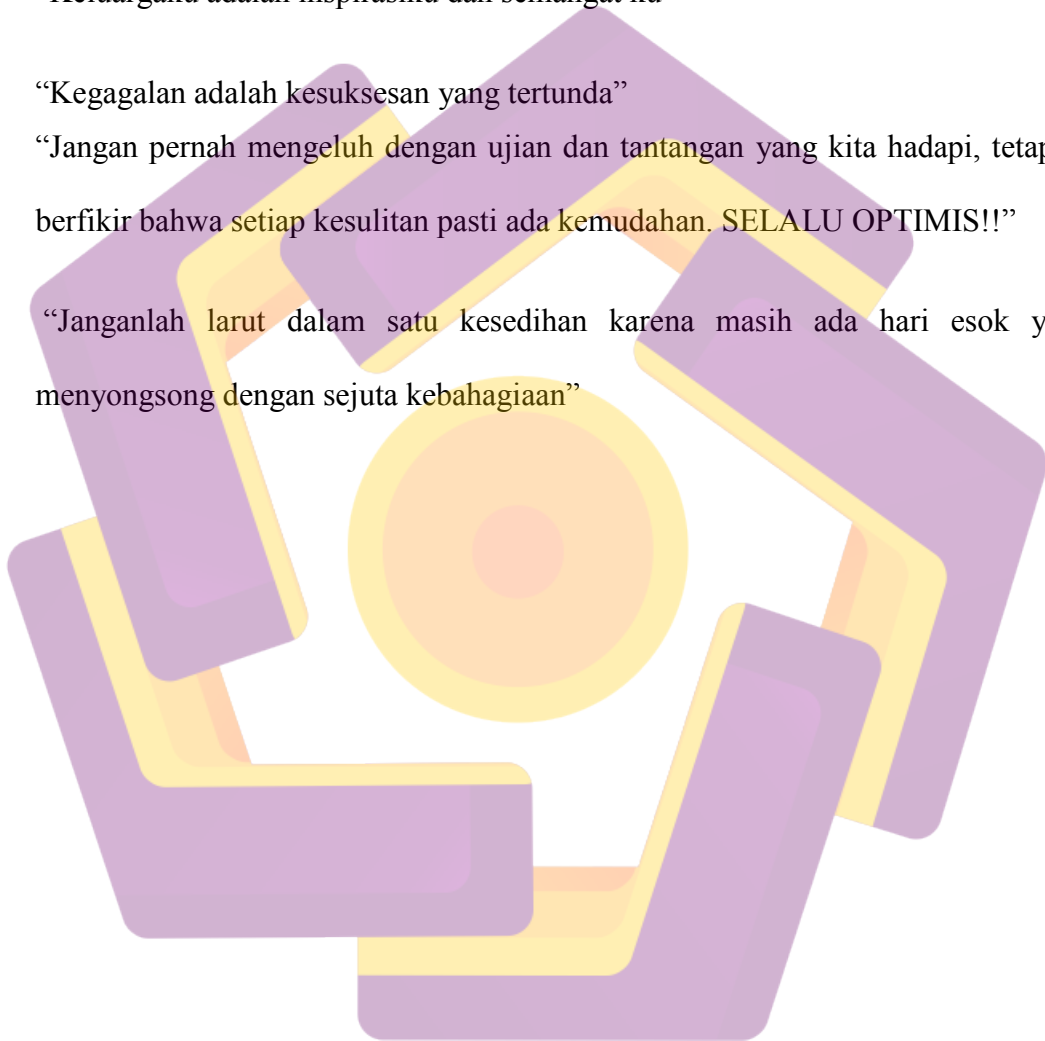 “Kegagalan adalah kesuksesan yang tertunda”
“Jangan pernah mengeluh dengan ujian dan tantangan yang kita hadapi,
berfikir bahwa setiap kesulitan pasti ada kemudahan. SELALU OPTIMIS!!”
“Janganlah larut dalam satu kesedihan karena masih ada hari esok
menyongsong dengan sejuta kebahagiaan”